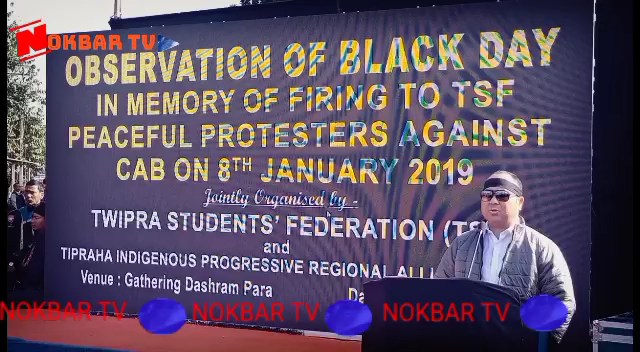 NOKBAR TV
OBSERVATION OF BLACK DAY
IN MEMORY OF FIRING TO TSF
PEACEFUL PROTESTERS AGAINST
CAB ON 8TH JANUARY 2019
Jointly Organised by -
TWIPRA STUDENTS' FEDERATION (TS
and
TIPRAHA INDIGENOUS PROGRESSIVE REGIONAL
Venue : Gathering Dashram Para
NOKBAR TV NOKBAR TV NOKBAR TV